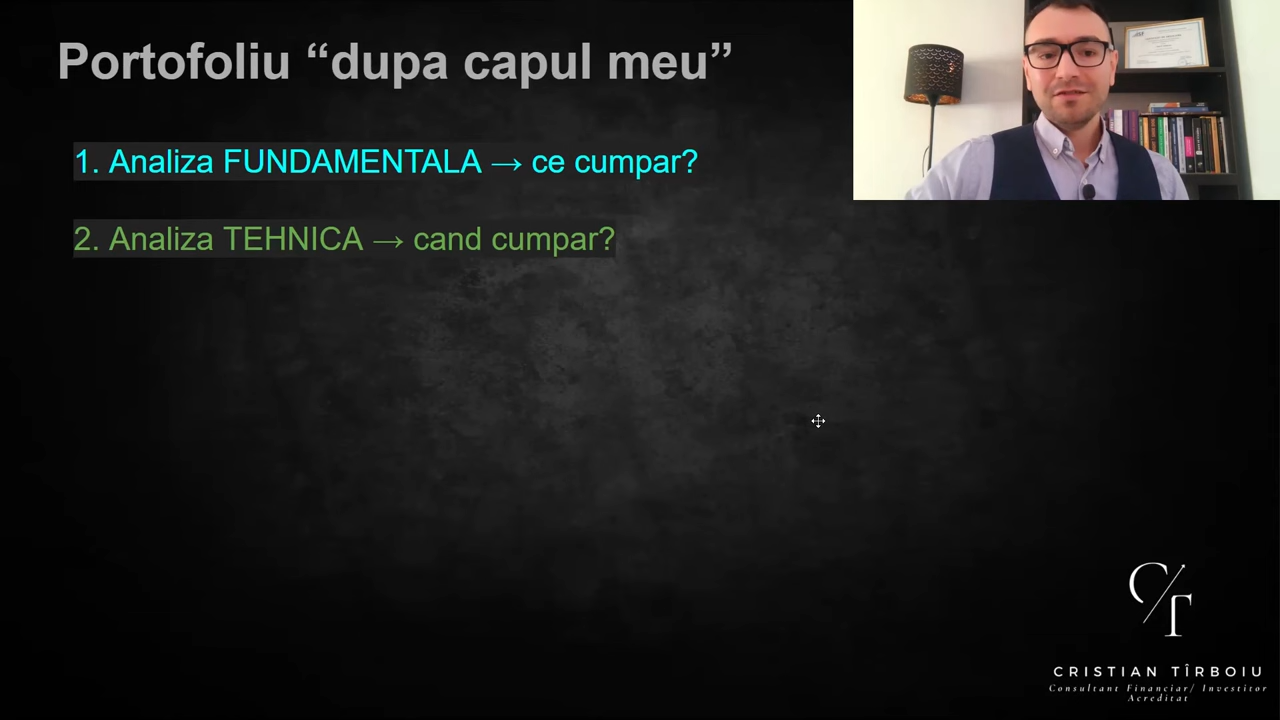 Portofoliu “dupa capul meu”
1. Analiza FUNDAMENTALA → ce cumpar?
2. Analiza TEHNICA → cand cumpar?
CT
CRISTIAN TÎRBOIU
Consultant Financiar/ Investitor
Acreditat